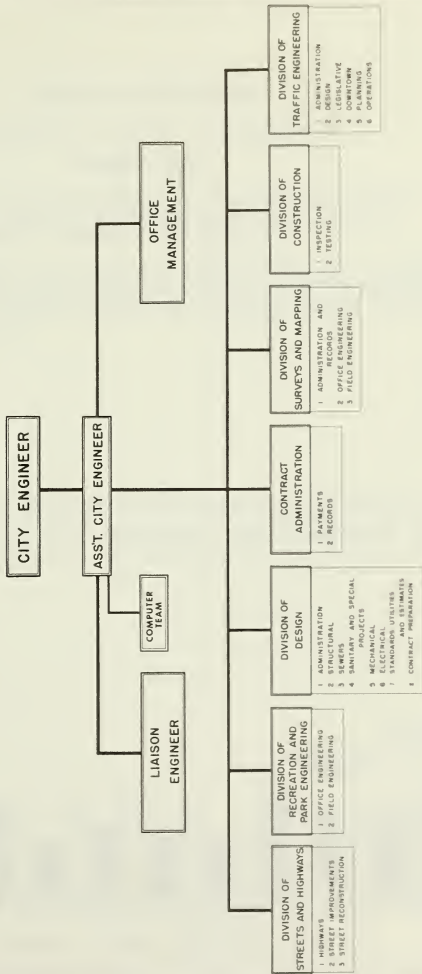 CITY ENGINEER
ASS'T. CITY ENGINEER
LIAISON
ENGINEER
COMPUTER
TEAM
OFFICE
MANAGEMENT
DIVISION OF
STREETS AND HIGHWAYS
1 HIGHWAYS
2 STREET IMPROVEMENTS
3 STREET RECONSTRUCTION
DIVISION OF
RECREATION AND
PARK ENGINEERING
1 OFFICE ENGINEERING
2 FIELD ENGINEERING
DIVISION OF
DESIGN
1 ADMINISTRATION
2 STRUCTURAL
3 SEWERS
4 SANITARY AND SPECIAL
PROJECTS
5 MECHANICAL
6 ELECTRICAL
7 STANDARDS UTILITIES
AND ESTIMATES
CONTRACT PREPARATION
CONTRACT
ADMINISTRATION
1 PAYMENTS
2 RECORDS
DIVISION OF
SURVEYS AND MAPPING
1 ADMINISTRATION AND
RECORDS
2 OFFICE ENGINEERING
3 FIELD ENGINEERING
DIVISION OF
CONSTRUCTION
1 INSPECTION
2 TESTING
DIVISION OF
TRAFFIC ENGINEERING
1 ADMINISTRATION
2 DESIGN
3 LEGISLATIVE
4 DOWNTOWN
5 PLANNING
6 OPERATIONS